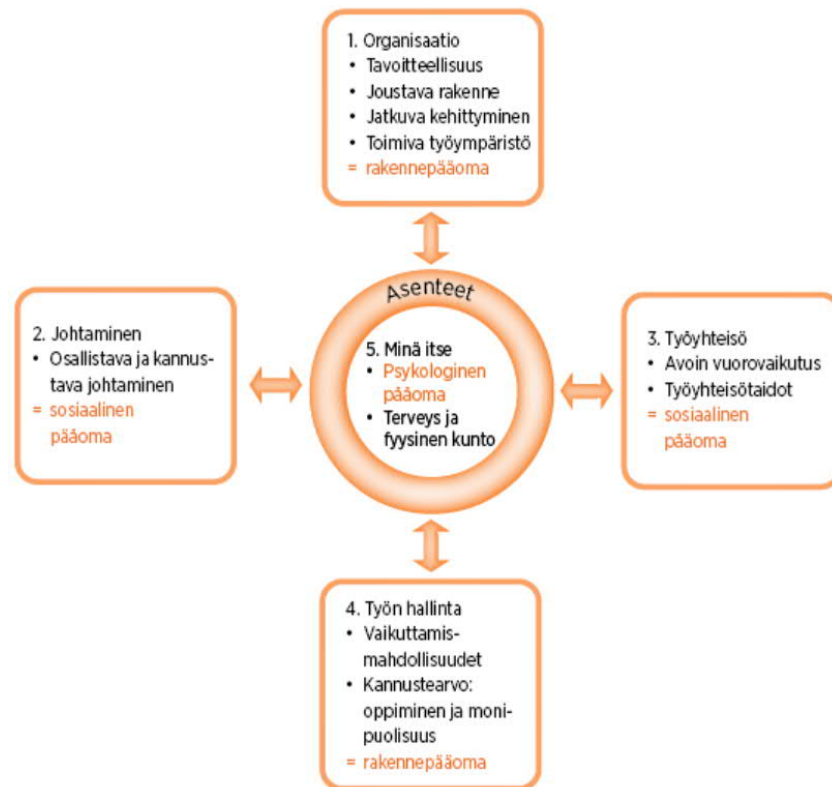 1. Organisaatio
• Tavoitteellisuus
• Joustava rakenne
• Jatkuva kehittyminen
• Toimiva työympäristö
= rakennepääoma
Asenteet
2. Johtaminen
• Osallistava ja kannus-
tava johtaminen
= sosiaalinen
pääoma
5. Minä itse
• Psykologinen
pääoma
• Terveys ja
fyysinen kunto
3. Työyhteisö
• Avoin vuorovaikutus
• Työyhteisötaidot
= sosiaalinen
pääoma
4. Työn hallinta
• Vaikuttamis-
mahdollisuudet
• Kannustearvo:
oppiminen ja moni-
puolisuus
= rakennepääoma